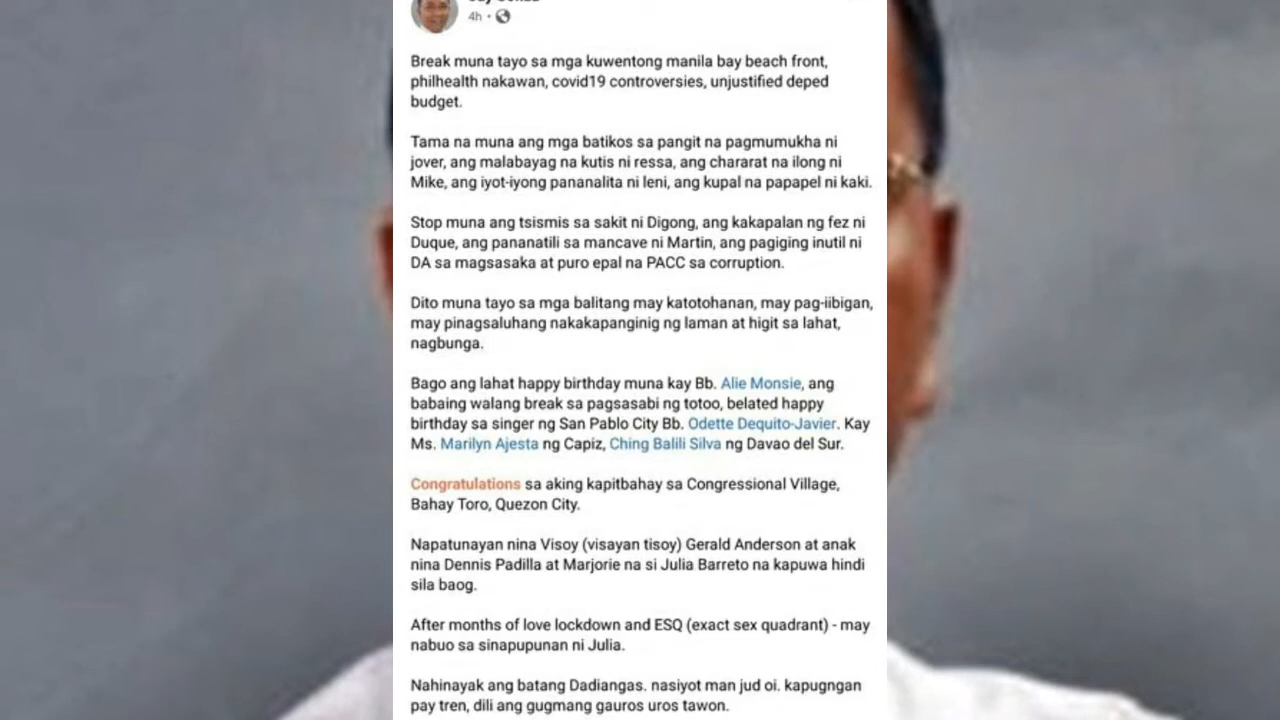 4h
Break muna tayo sa mga kuwentong manila bay beach front,
philhealth nakawan, covid19 controversies, unjustified deped
budget.
Tama na muna ang mga batikos sa pangit na pagmumukha ni
jover, ang malabayag na kutis ni ressa, ang chararat na ilong ni
Mike, ang iyot-iyong pananalita ni leni, ang kupal na papapel ni kaki.
Stop muna ang tsismis sa sakit ni Digong, ang kakapalan ng fez ni
Duque, ang pananatili sa mancave ni Martin, ang pagiging inutil ni
DA sa magsasaka at puro epal na PACC sa corruption.
Dito muna tayo sa mga balitang may katotohanan, may pag-iibigan,
may pinagsaluhang nakakapanginig ng laman at higit sa lahat,
nagbunga.
Bago ang lahat happy birthday muna kay Bb. Alie Monsie, ang
babaing walang break sa pagsasabi ng totoo, belated happy
birthday sa singer ng San Pablo City Bb. Odette Dequito-Javier. Kay
Ms. Marilyn Ajesta ng Capiz, Ching Balili Silva ng Davao del Sur.
Congratulations sa aking kapitbahay sa Congressional Village,
Bahay Toro, Quezon City.
Napatunayan nina Visoy (visayan tisoy) Gerald Anderson at anak
nina Dennis Padilla at Marjorie na si Julia Barreto na kapuwa hindi
sila baog.
After months of love lockdown and ESQ (exact sex quadrant) - may
nabuo sa sinapupunan ni Julia.
Nahinayak ang batang Dadiangas. nasiyot man jud oi. kapugngan
pay tren, dili ang gugmang gauros uros tawon.